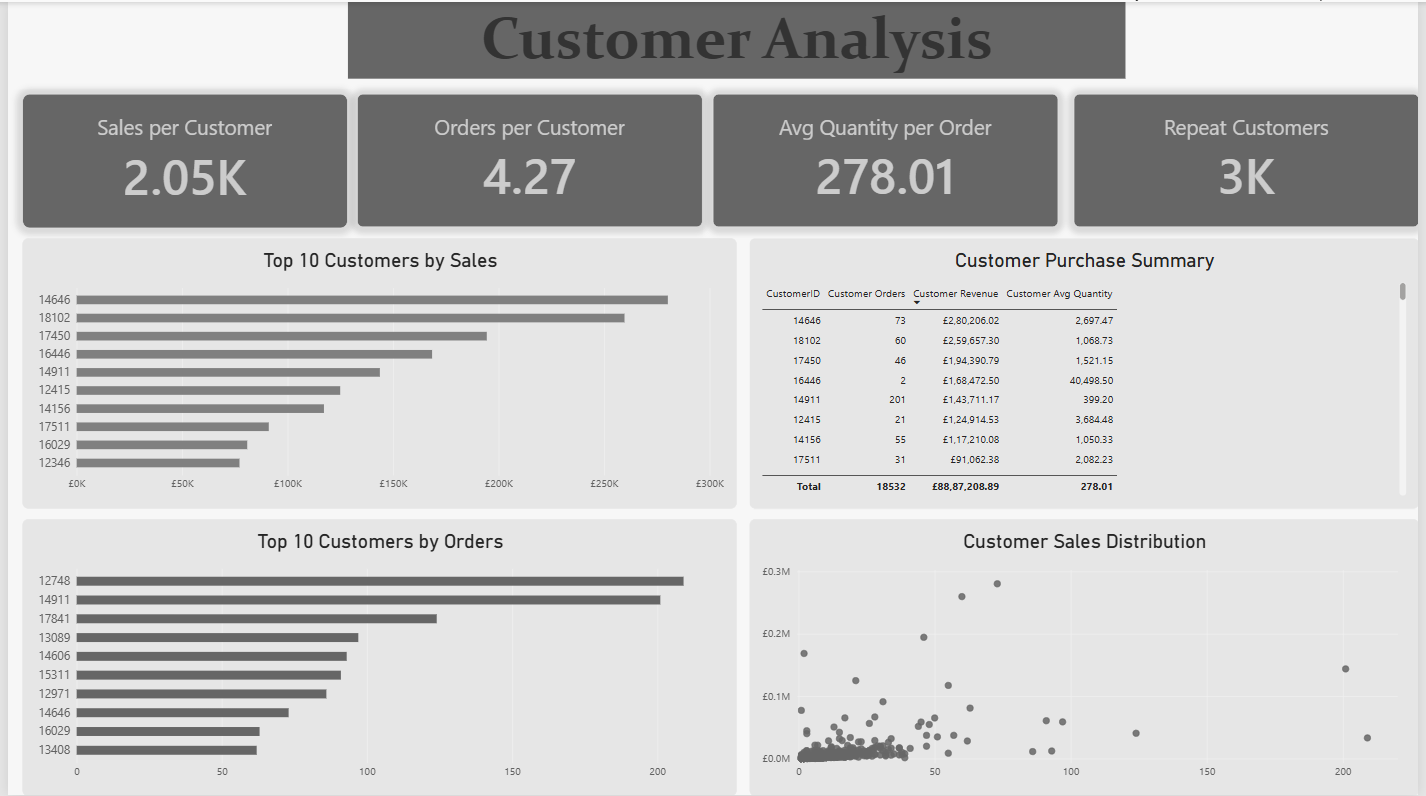 Customer Analysis
Sales per Customer
2.05K
Orders per Customer
4.27
Avg Quantity per Order
278.01
Repeat Customers
3K
Top 10 Customers by Sales
14646
18102
17450
16446
14911
12415
14156
17511
16029
12346
£0K £50K £100K £150K £200K £250K £300K
Customer Purchase Summary
CustomerID Customer Orders Customer Revenue Customer Avg Quantity
14646 73 £2,80,206.02 2,697.47
18102 60 £2,59,657.30 1,068.73
17450 46 £1,94,390.79 1,521.15
16446 2 £1,68,472.50 40,498.50
14911 201 £1,43,711.17 399.20
12415 21 £1,24,914.53 3,684.48
14156 55 £1,17,210.08 1,050.33
17511 31 £91,062.38 2,082.23
Total 18532 £88,87,208.89 278.01
Top 10 Customers by Orders
12748
14911
17841
13089
14606
15311
12971
14646
16029
13408
0 50 100 150 200
Customer Sales Distribution
£0.3M
£0.2M
£0.1M
£0.0M
0 50 100 150 200